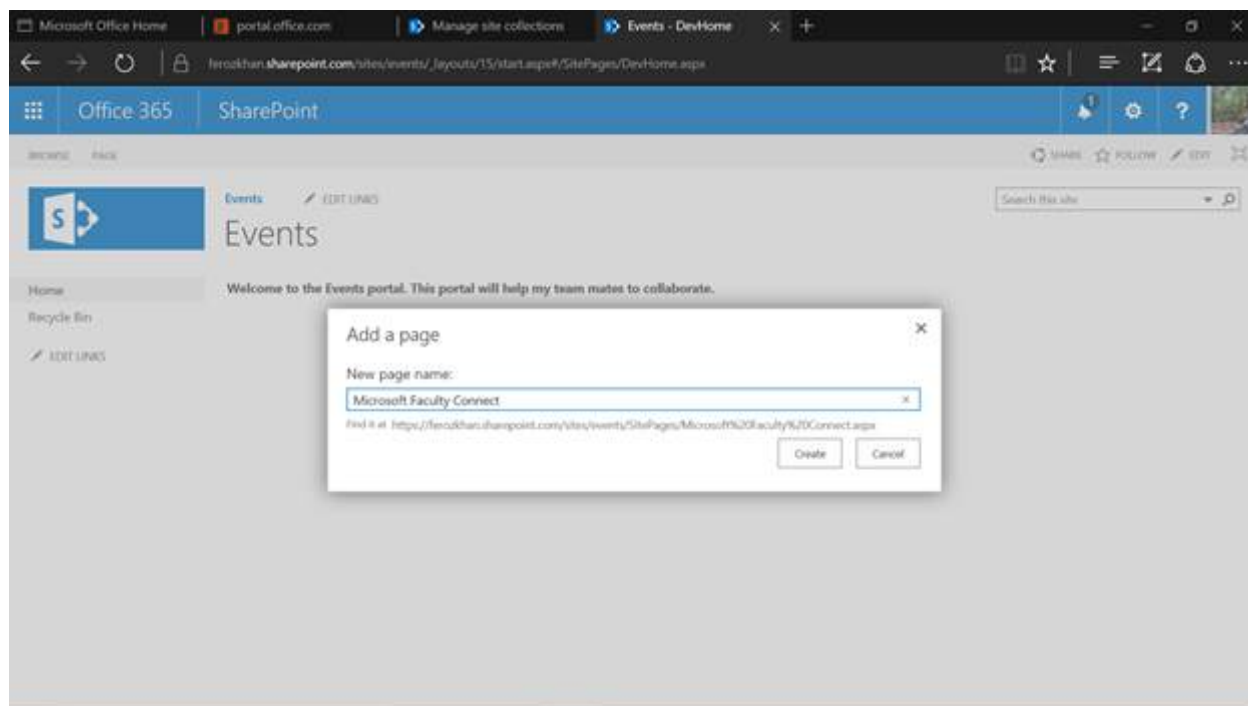 Microsoft Office Home
portal.office.com
Manage site collections
Events - DevHome
ferozkhan.sharepoint.com/sites/events/_layouts/15/start.aspx#/SitePages/DevHome.aspx
Office 365
SharePoint
1
?
BROWSE
PAGE
SHARE
FOLLOW
EDIT
S
Events
EDIT LINKS
Search this site
Events
Home
Welcome to the Events portal. This portal will help my team mates to collaborate.
Recycle Bin
EDIT LINKS
Add a page
New page name:
Microsoft Faculty Connect
Find it at https://ferozkhan.sharepoint.com/sites/events/SitePages/Microsoft%20Faculty%20Connect.aspx
Create
Cancel